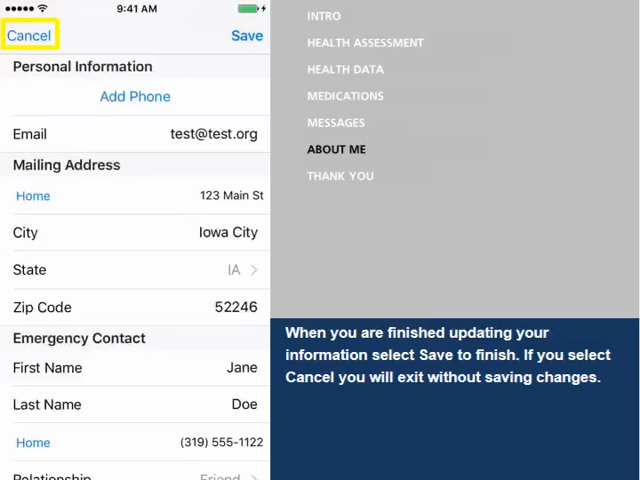 9:41 AM
Cancel Save
Personal Information
Add Phone
Email test@test.org
Mailing Address
Home 123 Main St
City Iowa City
State IA
Zip Code 52246
Emergency Contact
First Name Jane
Last Name Doe
Home (319) 555-1122
Relationship Friend
INTRO
HEALTH ASSESSMENT
HEALTH DATA
MEDICATIONS
MESSAGES
ABOUT ME
THANK YOU
When you are finished updating your
information select Save to finish. If you select
Cancel you will exit without saving changes.